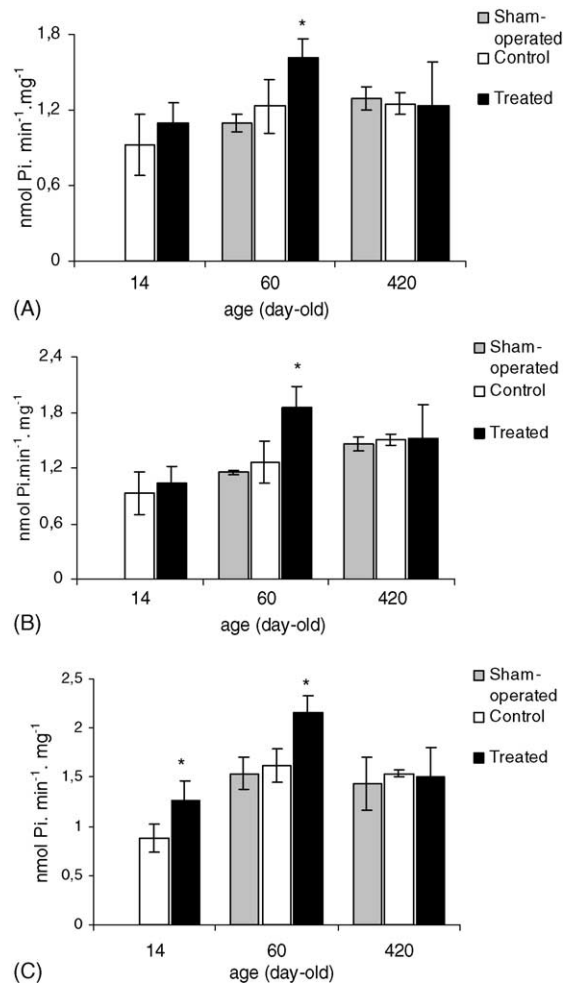 1,8
1,2
0,6
0
nmol Pi. min⁻¹.mg⁻¹
*
Sham-
operated
Control
Treated
14 60 420
(A) age (day-old)
2,4
1,8
1,2
0,6
0
nmol Pi.min⁻¹. mg⁻¹
*
Sham-
operated
Control
Treated
14 60 420
(B) age (day-old)
2,5
2
1,5
1
0,5
0
nmol Pi. min⁻¹. mg⁻¹
*
*
Sham-
operated
Control
Treated
14 60 420
(C) age (day-old)